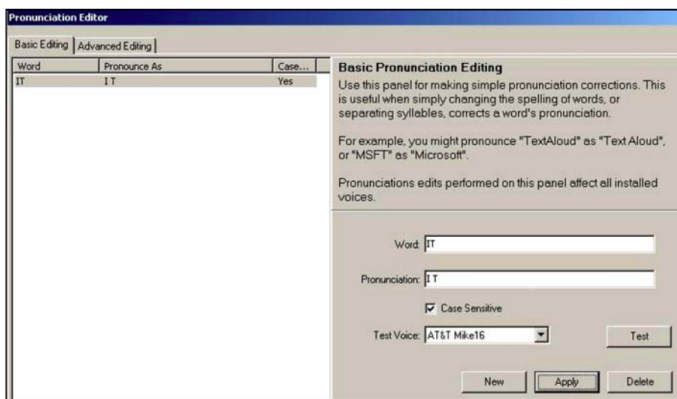 Pronunciation Editor
Basic Editing Advanced Editing
Word Pronounce As Case...
IT I T Yes
Basic Pronunciation Editing
Use this panel for making simple pronunciation corrections. This
is useful when simply changing the spelling of words, or
separating syllables, corrects a word's pronunciation.
For example, you might pronounce "TextAloud" as "Text Aloud",
or "MSFT" as "Microsoft".
Pronunciations edits performed on this panel affect all installed
voices.
Word: IT
Pronunciation: I T
Case Sensitive
Test Voice: AT&T Mike16 Test
New Apply Delete